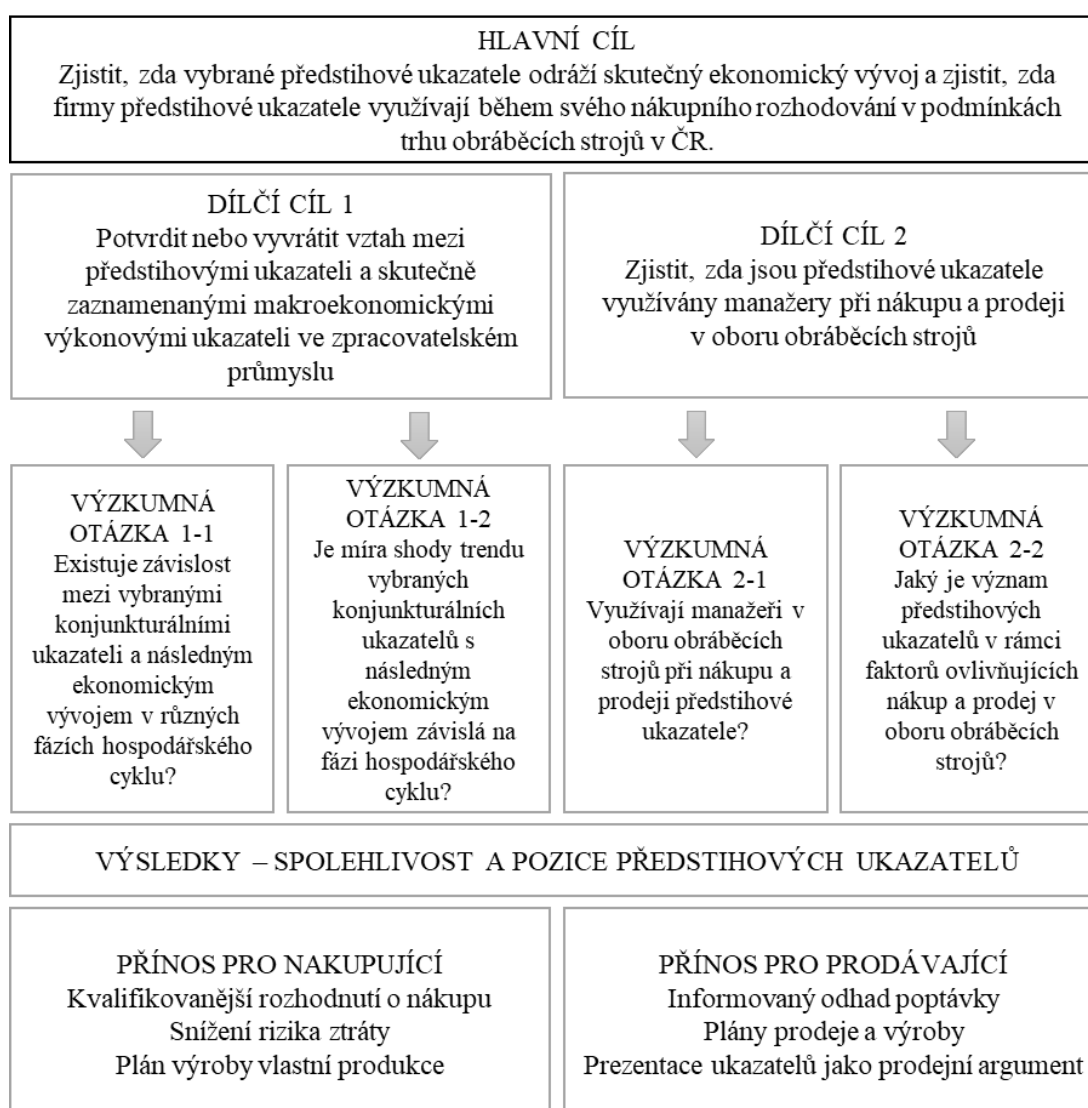 HLAVNÍ CÍL
Zjistit, zda vybrané předstihové ukazatele odráží skutečný ekonomický vývoj a zjistit, zda
firmy předstihové ukazatele využívají během svého nákupního rozhodování v podmínkách
trhu obráběcích strojů v ČR.
DÍLČÍ CÍL 1
Potvrdit nebo vyvrátit vztah mezi
předstihovými ukazateli a skutečně
zaznamenanými makroekonomickými
výkonovými ukazateli ve zpracovatelském
průmyslu
DÍLČÍ CÍL 2
Zjistit, zda jsou předstihové ukazatele
využívány manažery při nákupu a prodeji
v oboru obráběcích strojů
VÝZKUMNÁ
OTÁZKA 1-1
Existuje závislost
mezi vybranými
konjunkturálními
ukazateli a následným
ekonomickým
vývojem v různých
fázích hospodářského
cyklu?
VÝZKUMNÁ
OTÁZKA 1-2
Je míra shody trendu
vybraných
konjunkturálních
ukazatelů s
následným
ekonomickým
vývojem závislá na
fázi hospodářského
cyklu?
VÝZKUMNÁ
OTÁZKA 2-1
Využívají manažeři v
oboru obráběcích
strojů při nákupu a
prodeji předstihové
ukazatele?
VÝZKUMNÁ
OTÁZKA 2-2
Jaký je význam
předstihových
ukazatelů v rámci
faktorů ovlivňujících
nákup a prodej v
oboru obráběcích
strojů?
VÝSLEDKY – SPOLEHLIVOST A POZICE PŘEDSTIHOVÝCH UKAZATELŮ
PŘÍNOS PRO NAKUPUJÍCÍ
Kvalifikovanější rozhodnutí o nákupu
Snížení rizika ztráty
Plán výroby vlastní produkce
PŘÍNOS PRO PRODÁVAJÍCÍ
Informovaný odhad poptávky
Plány prodeje a výroby
Prezentace ukazatelů jako prodejní argument